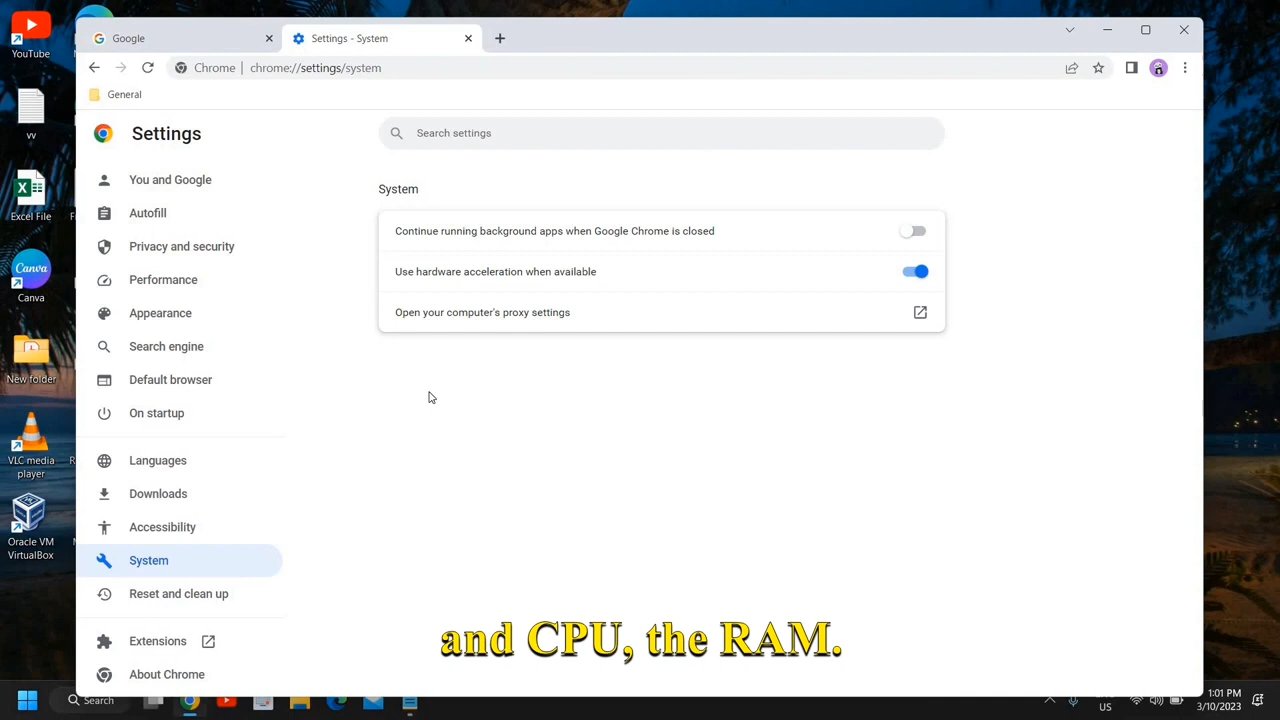 YouTube
vv
Excel File
Canva
Canva
New folder
VLC media
player
Oracle VM
VirtualBox
Google
Settings - System
Chrome | chrome://settings/system
General
Settings
Search settings
You and Google
Autofill
Privacy and security
Performance
Appearance
Search engine
Default browser
On startup
Languages
Downloads
Accessibility
System
Reset and clean up
Extensions
About Chrome
System
Continue running background apps when Google Chrome is closed
Use hardware acceleration when available
Open your computer's proxy settings
and CPU, the RAM.
Search
US
1:01 PM
3/10/2023